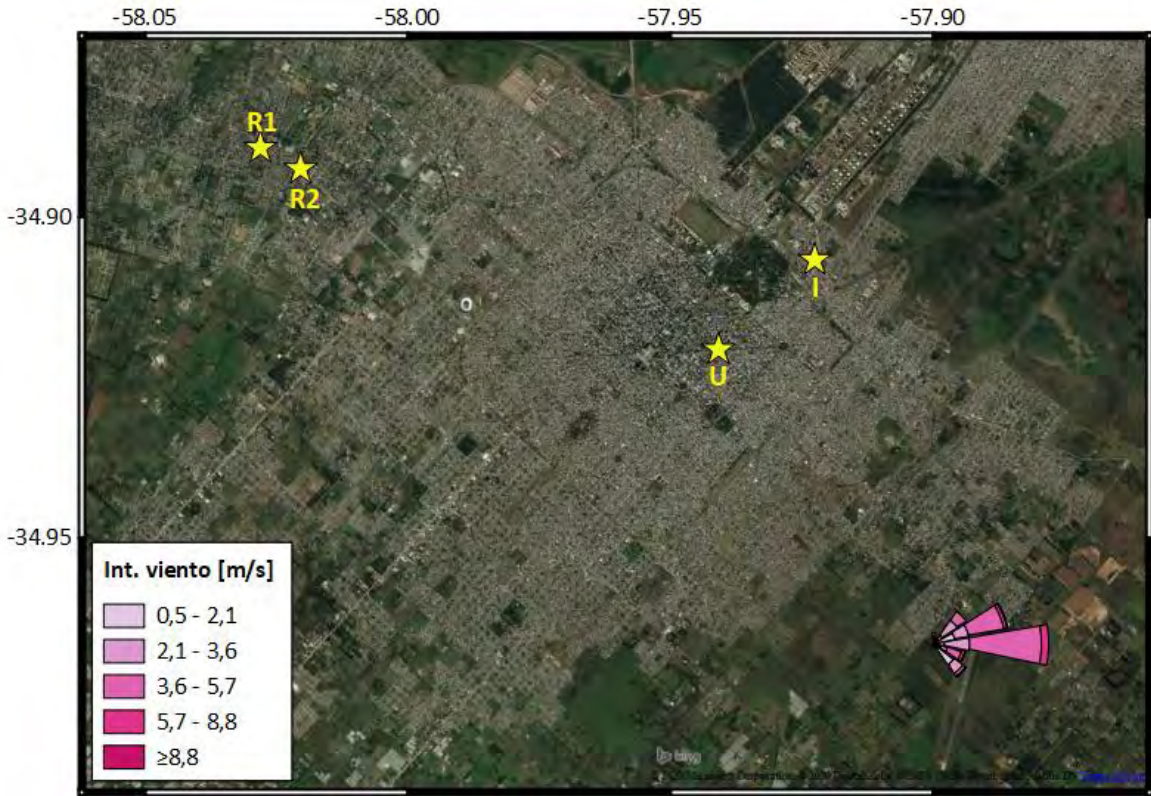 -58.05 -58.00 -57.95 -57.90
R1
R2
-34.90
I
U
-34.95
Int. viento [m/s]
0,5 - 2,1
2,1 - 3,6
3,6 - 5,7
5,7 - 8,8
≥8,8